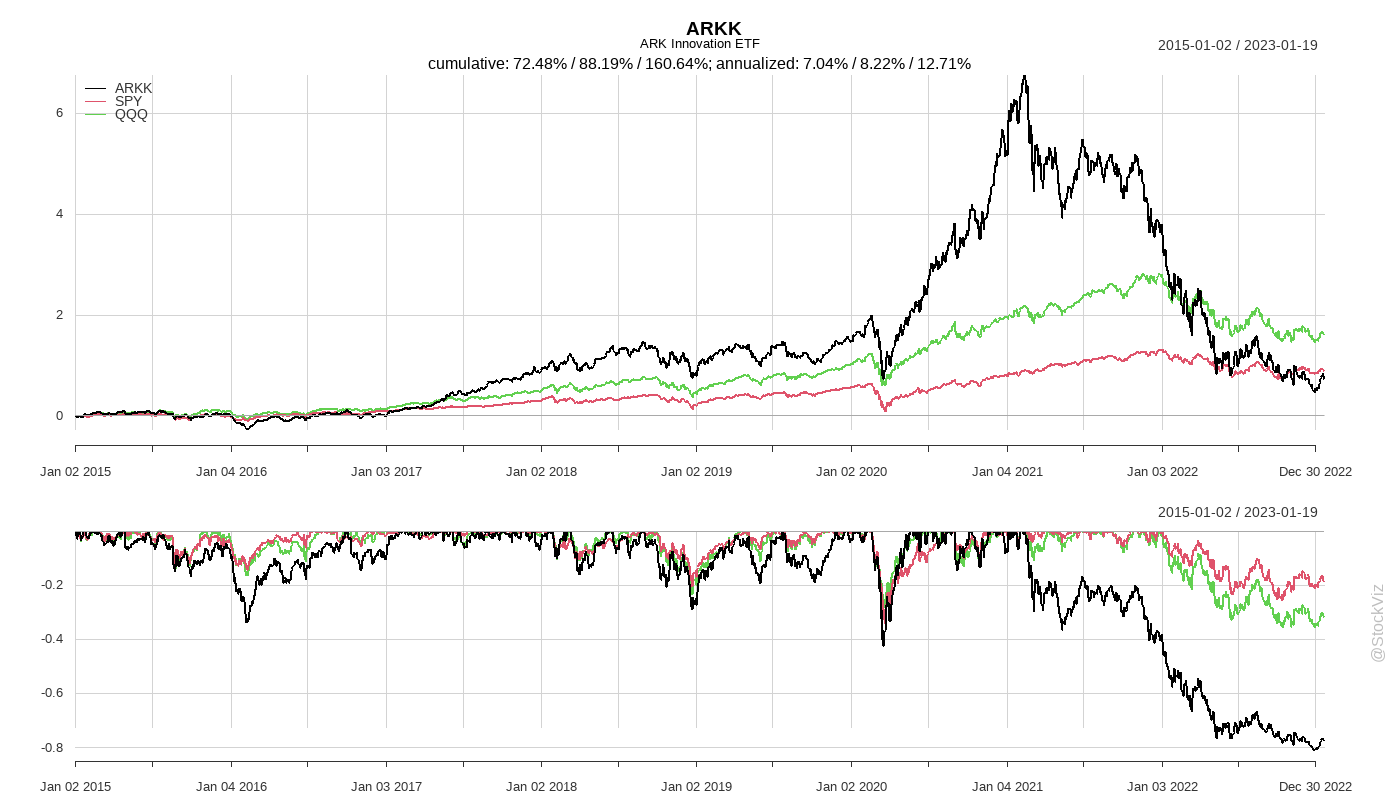 ARKK
ARK Innovation ETF
2015-01-02 / 2023-01-19
cumulative: 72.48% / 88.19% / 160.64%; annualized: 7.04% / 8.22% / 12.71%
ARKK
SPY
QQQ
6
4
2
0
Jan 02 2015 Jan 04 2016 Jan 03 2017 Jan 02 2018 Jan 02 2019 Jan 02 2020 Jan 04 2021 Jan 03 2022 Dec 30 2022
2015-01-02 / 2023-01-19
-0.2
-0.4
-0.6
-0.8
Jan 02 2015 Jan 04 2016 Jan 03 2017 Jan 02 2018 Jan 02 2019 Jan 02 2020 Jan 04 2021 Jan 03 2022 Dec 30 2022
@StockViz